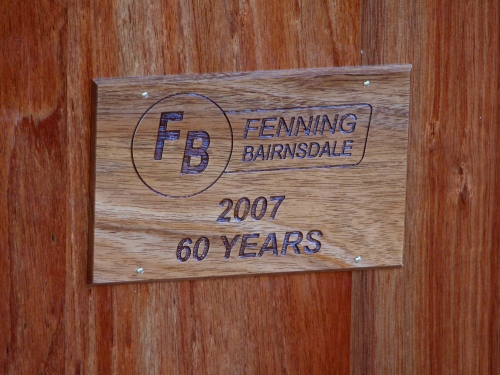 FB
FENNING
BAIRNSDALE
2007
60 YEARS